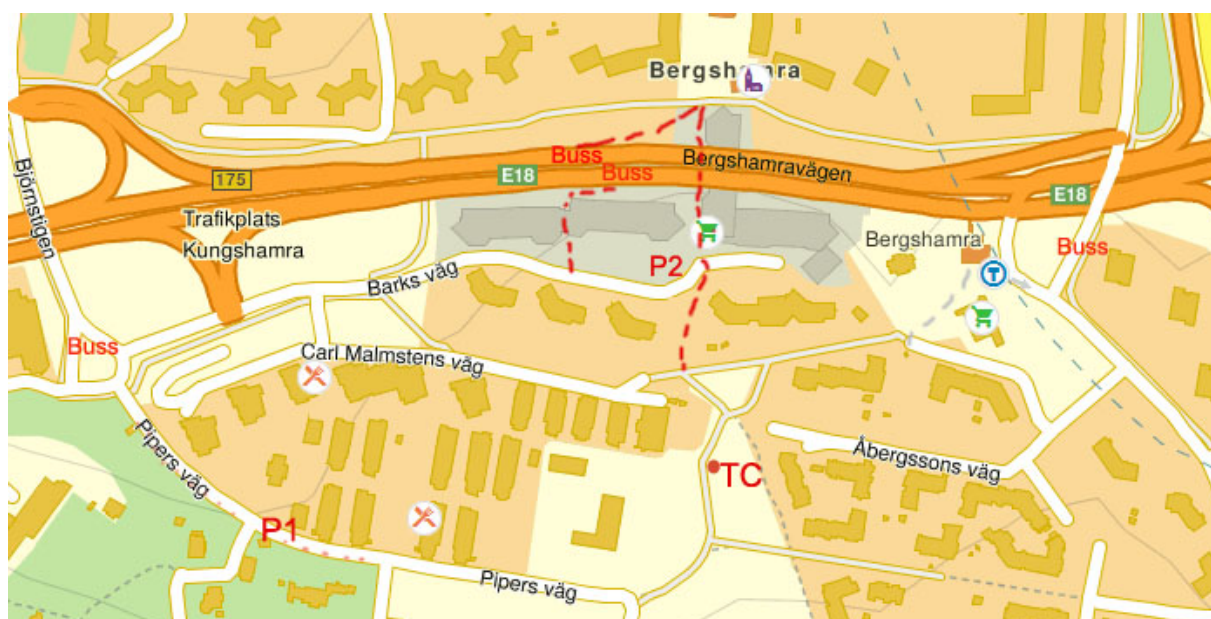 Bergshamra
Buss
Buss
Bergshamravägen
E18
175
E18
Björnstigen
Trafikplats
Kungshamra
Bergshamra
Buss
T
P2
Barks väg
Buss
Carl Malmstens väg
Pipers väg
Åbergssons väg
TC
P1
Pipers väg